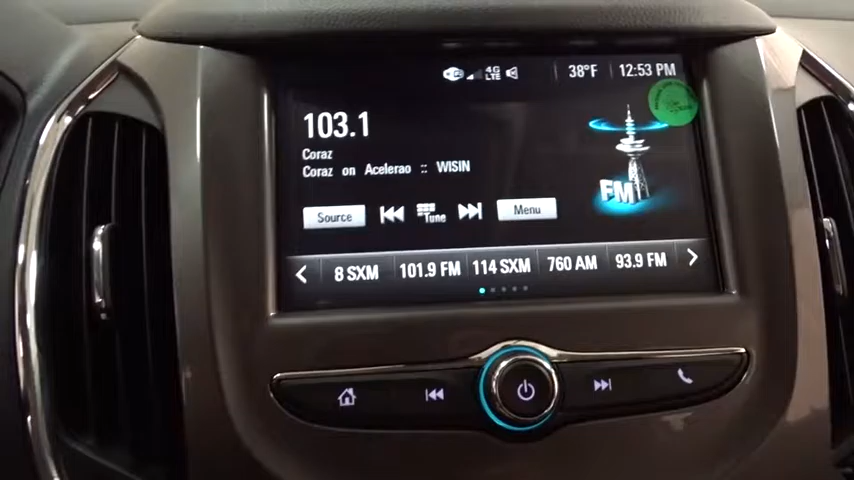 4G
LTE
38°F
12:53 PM
103.1
Coraz
Coraz on Acelerao :: WISIN
FM
Source
Tune
Menu
8 SXM
101.9 FM
114 SXM
760 AM
93.9 FM